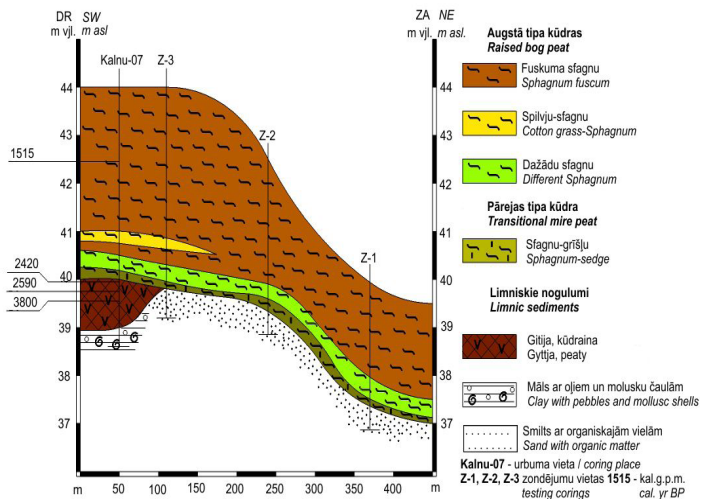 DR SW
m vjl. m asl.
ZA NE
m vjl. m asl.
Kalnu-07 Z-3
Z-2
Z-1
44
43
42
41
40
39
38
37
1515
2420
2590
3800
44
43
42
41
40
39
38
37
m 50 100 150 200 250 300 350 400 450 m
Augstā tipa kūdras
Raised bog peat
Fuskuma sfagnu
Sphagnum fuscum
Spilvju-sfagnu
Cotton grass-Sphagnum
Dažādu sfagnu
Different Sphagnum
Pārejas tipa kūdra
Transitional mire peat
Sfagnu-grīšļu
Sphagnum-sedge
Limniskie nogulumi
Limnic sediments
Gitija, kūdraina
Gyttja, peaty
Māls ar oļiem un molusku čaulām
Clay with pebbles and mollusc shells
Smilts ar organiskajām vielām
Sand with organic matter
Kalnu-07 - urbuma vieta / coring place
Z-1, Z-2, Z-3 zondējumu vietas 1515 - kal.g.p.m.
testing corings cal. yr BP